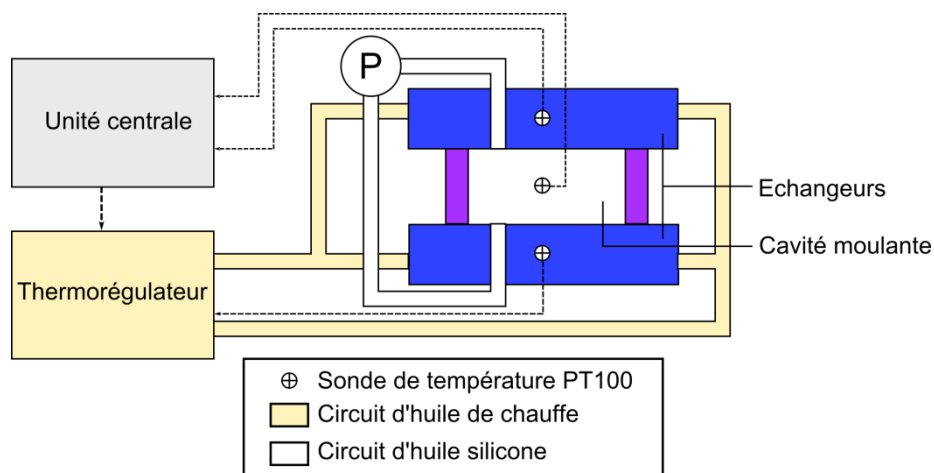 P
Unité centrale
Echangeurs
Cavité moulante
Thermorégulateur
Sonde de température PT100
Circuit d'huile de chauffe
Circuit d'huile silicone